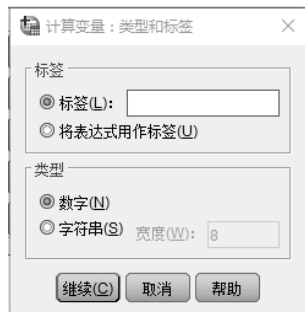 计算变量：类型和标签
标签
标签(L)：
将表达式用作标签(U)
类型
数字(N)
字符串(S) 宽度(W)： 8
继续(C) 取消 帮助